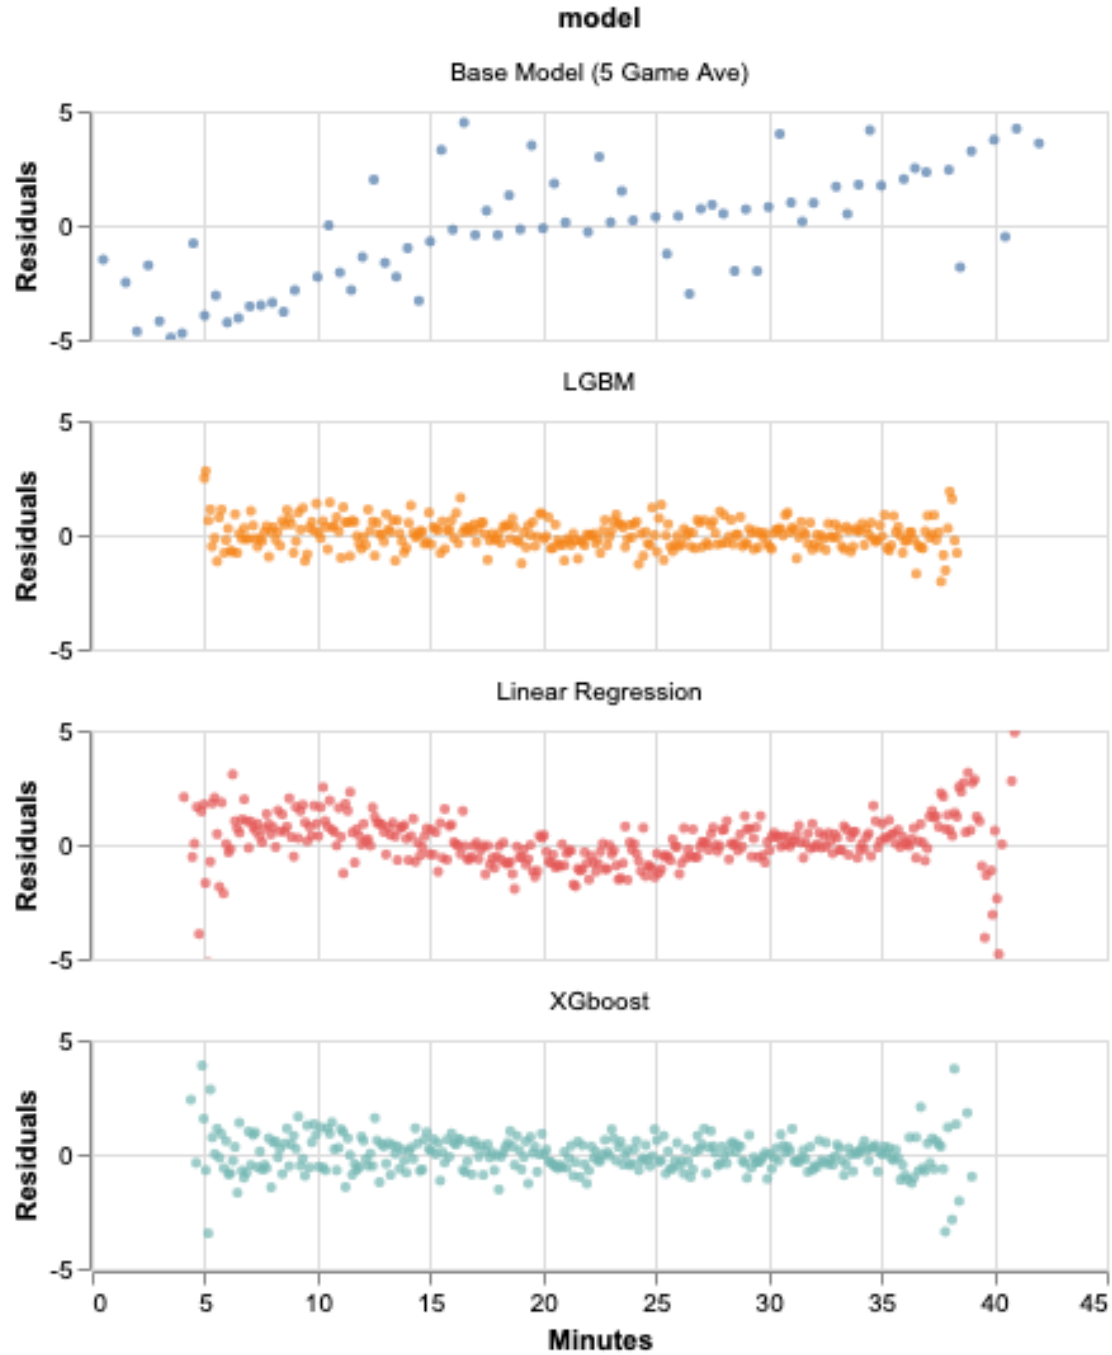 model
Base Model (5 Game Ave)
5
0
-5
Residuals
LGBM
5
0
-5
Residuals
Linear Regression
5
0
-5
Residuals
XGboost
5
0
-5
Residuals
0 5 10 15 20 25 30 35 40 45
Minutes